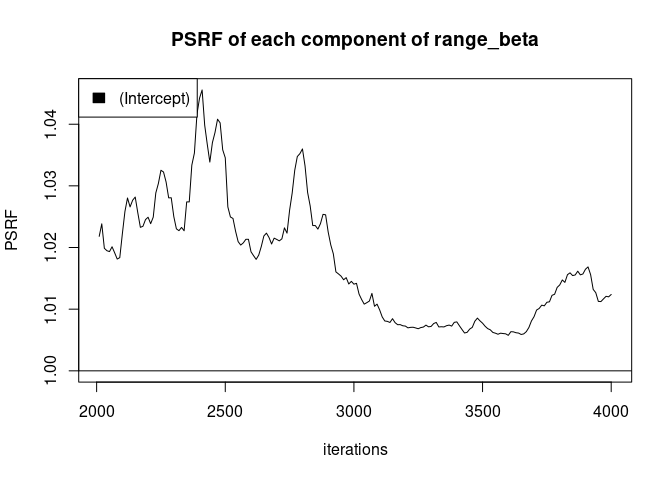 PSRF of each component of range_beta
(Intercept)
PSRF
1.04
1.03
1.02
1.01
1.00
2000 2500 3000 3500 4000
iterations